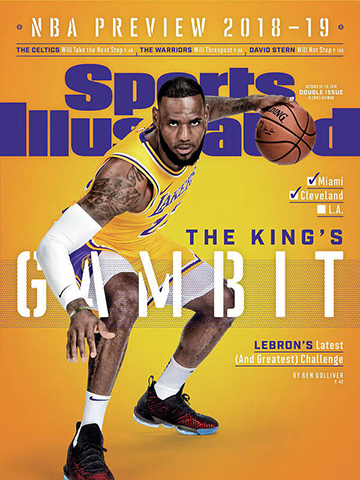 NBA PREVIEW 2018–19
THE CELTICS Will Take the Next Step THE WARRIORS Will Threepeat DAVID STERN Will Not Stop
Sports
Illustrated
DOUBLE ISSUE
SPALDING
Miami
Cleveland
L.A.
LAKERS
THE KING'S
GAMBIT
LEBRON'S Latest
(And Greatest) Challenge
BY BEN GOLLIVER